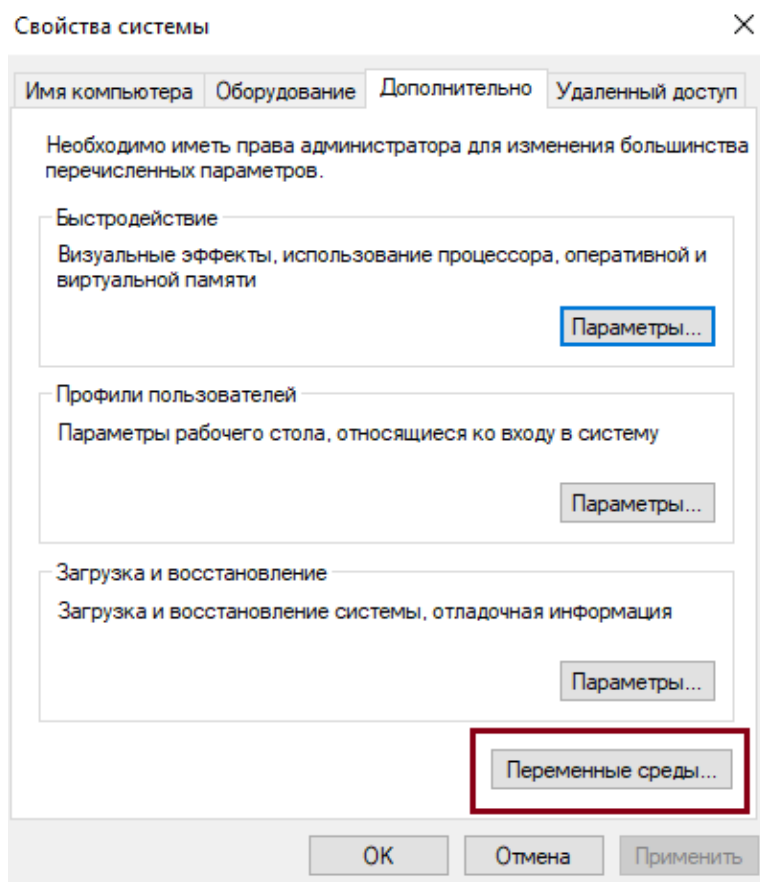 Свойства системы
Имя компьютера
Оборудование
Дополнительно
Удаленный доступ
Необходимо иметь права администратора для изменения большинства
перечисленных параметров.
Быстродействие
Визуальные эффекты, использование процессора, оперативной и
виртуальной памяти
Параметры...
Профили пользователей
Параметры рабочего стола, относящиеся ко входу в систему
Параметры...
Загрузка и восстановление
Загрузка и восстановление системы, отладочная информация
Параметры...
Переменные среды...
OK
Отмена
Применить